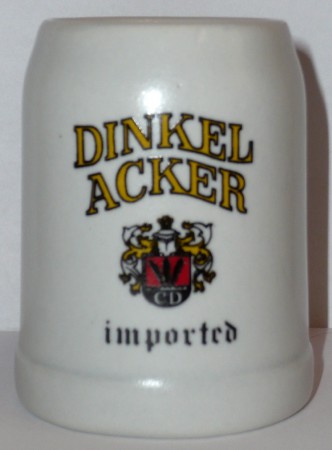 DINKEL
ACKER
CD
imported